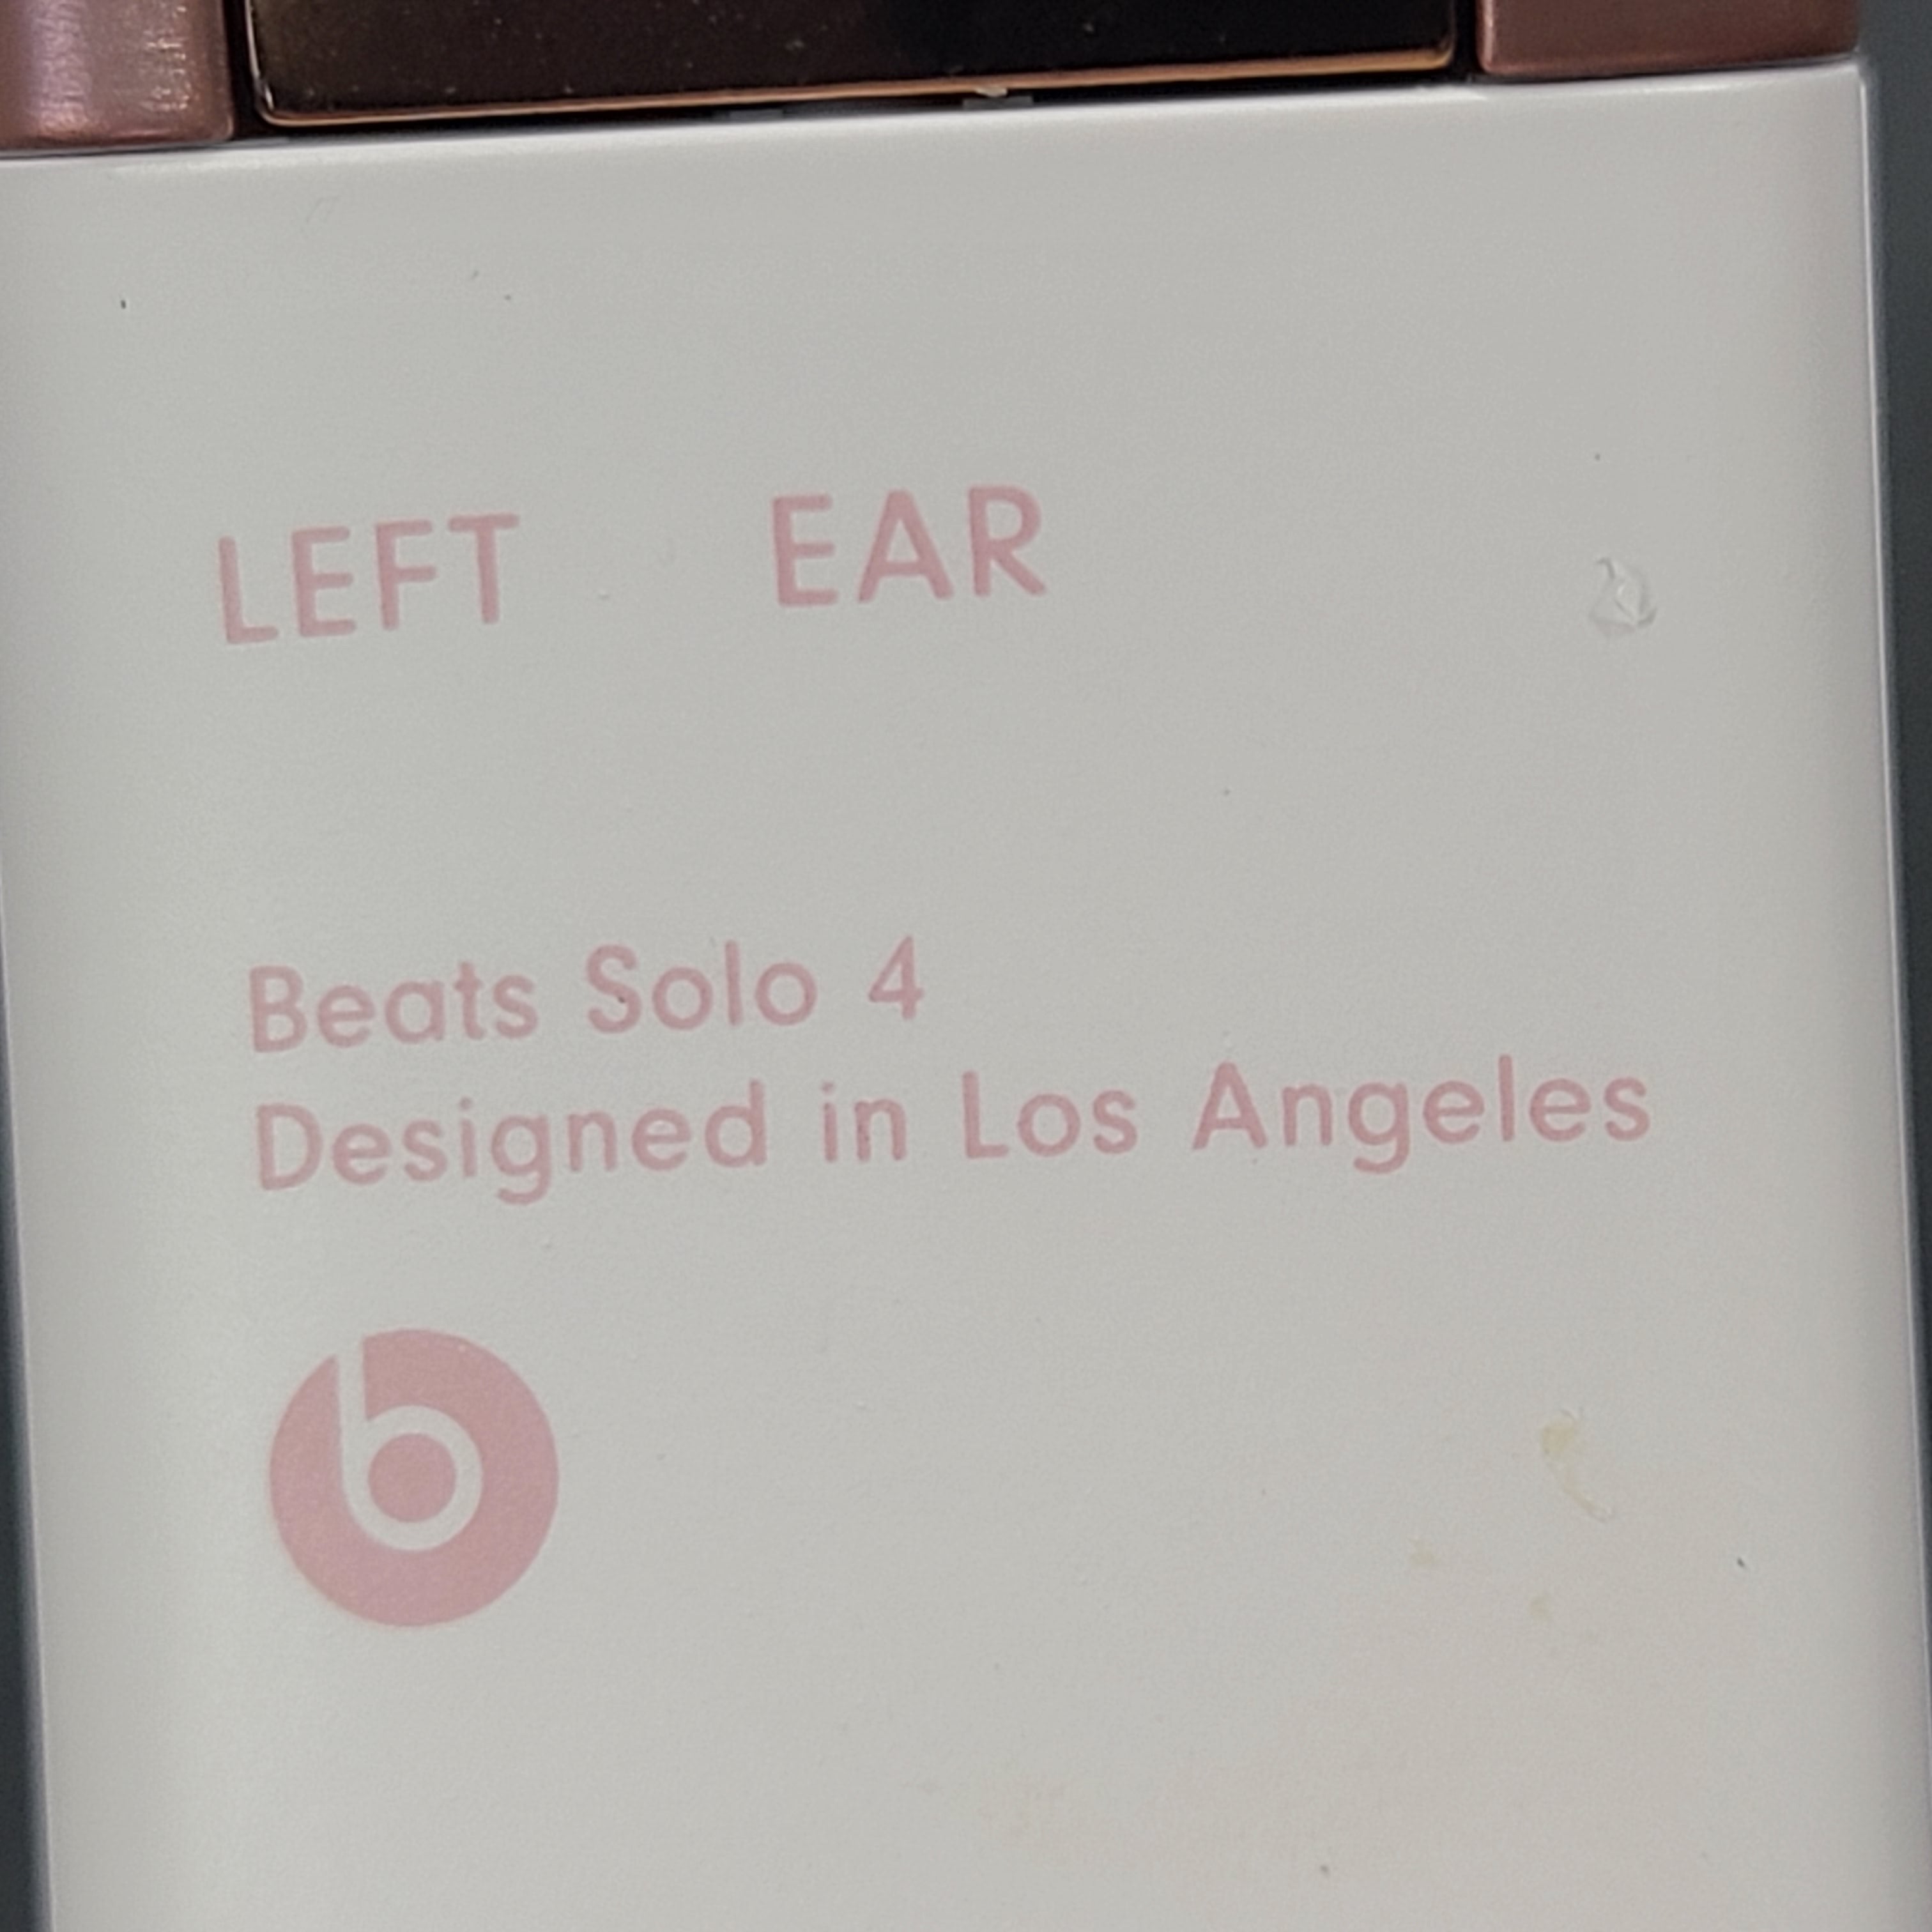 LEFT EAR
Beats Solo 4
Designed in Los Angeles
b